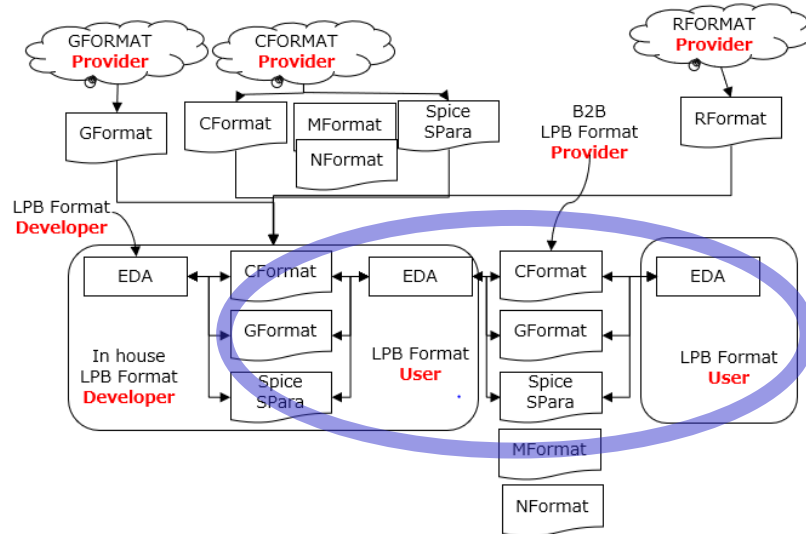 GFORMAT
Provider
CFORMAT
Provider
RFORMAT
Provider
GFormat
CFormat
MFormat
NFormat
Spice
SPara
B2B
LPB Format
Provider
RFormat
LPB Format
Developer
EDA
CFormat
EDA
CFormat
EDA
GFormat
GFormat
In house
LPB Format
Developer
Spice
SPara
LPB Format
User
Spice
SPara
LPB Format
User
MFormat
NFormat